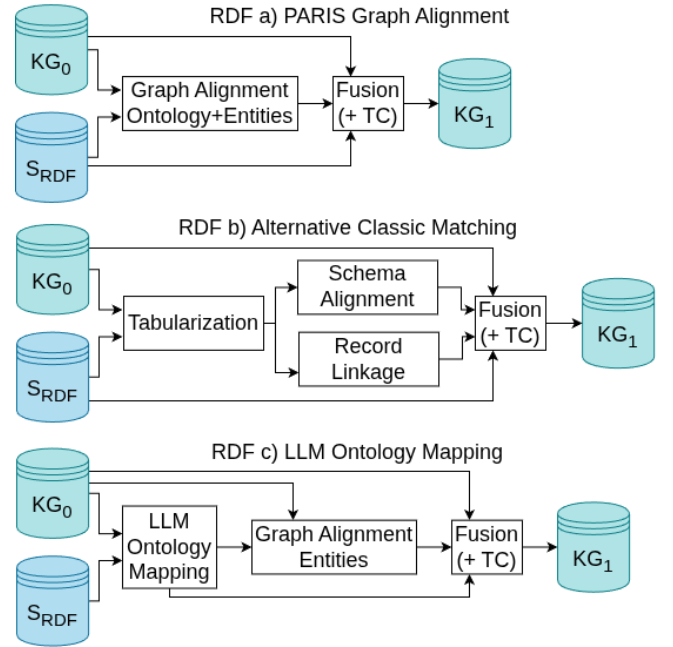 RDF a) PARIS Graph Alignment
KG0
Graph Alignment
Ontology+Entities
Fusion
(+ TC)
KG1
SRDF
RDF b) Alternative Classic Matching
KG0
Tabularization
Schema
Alignment
Record
Linkage
Fusion
(+ TC)
KG1
SRDF
RDF c) LLM Ontology Mapping
KG0
LLM
Ontology
Mapping
Graph Alignment
Entities
Fusion
(+ TC)
KG1
SRDF